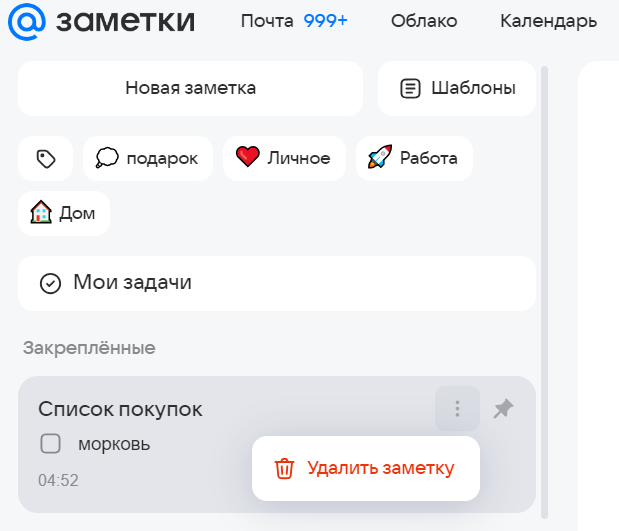 @ заметки Почта 999+ Облако Календарь
Новая заметка Шаблоны
подарок Личное Работа
Дом
Мои задачи
Закреплённые
Список покупок
морковь
Удалить заметку
04:52